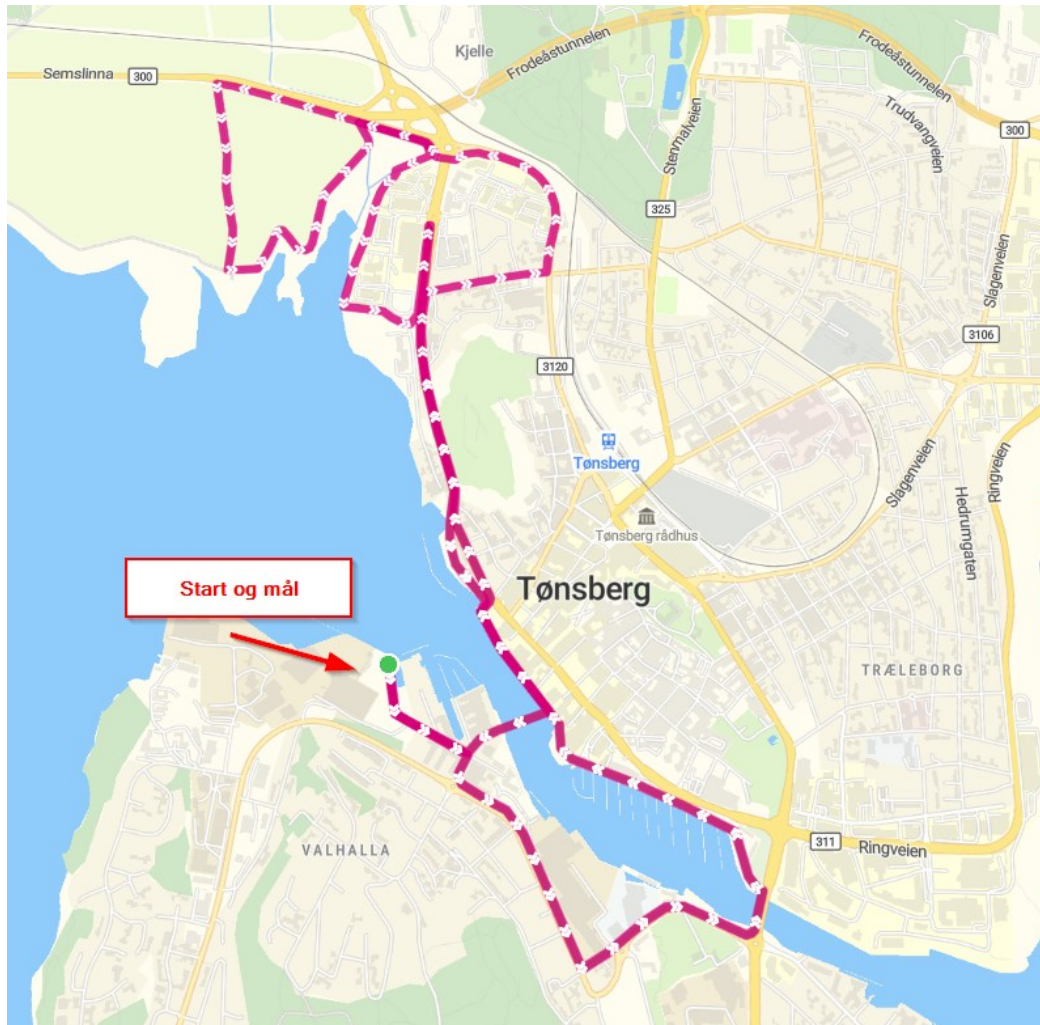 Kjelle
Semslinna
300
Frodeåstunnelen
Frodeåstunnelen
Trudvangveien
300
Stenmalveien
325
Slagenveien
3106
3120
Tønsberg
Slagenveien
Hedrumgaten
Ringveien
Tønsberg rådhus
Start og mål
Tønsberg
TRÆLEBORG
VALHALLA
311
Ringveien